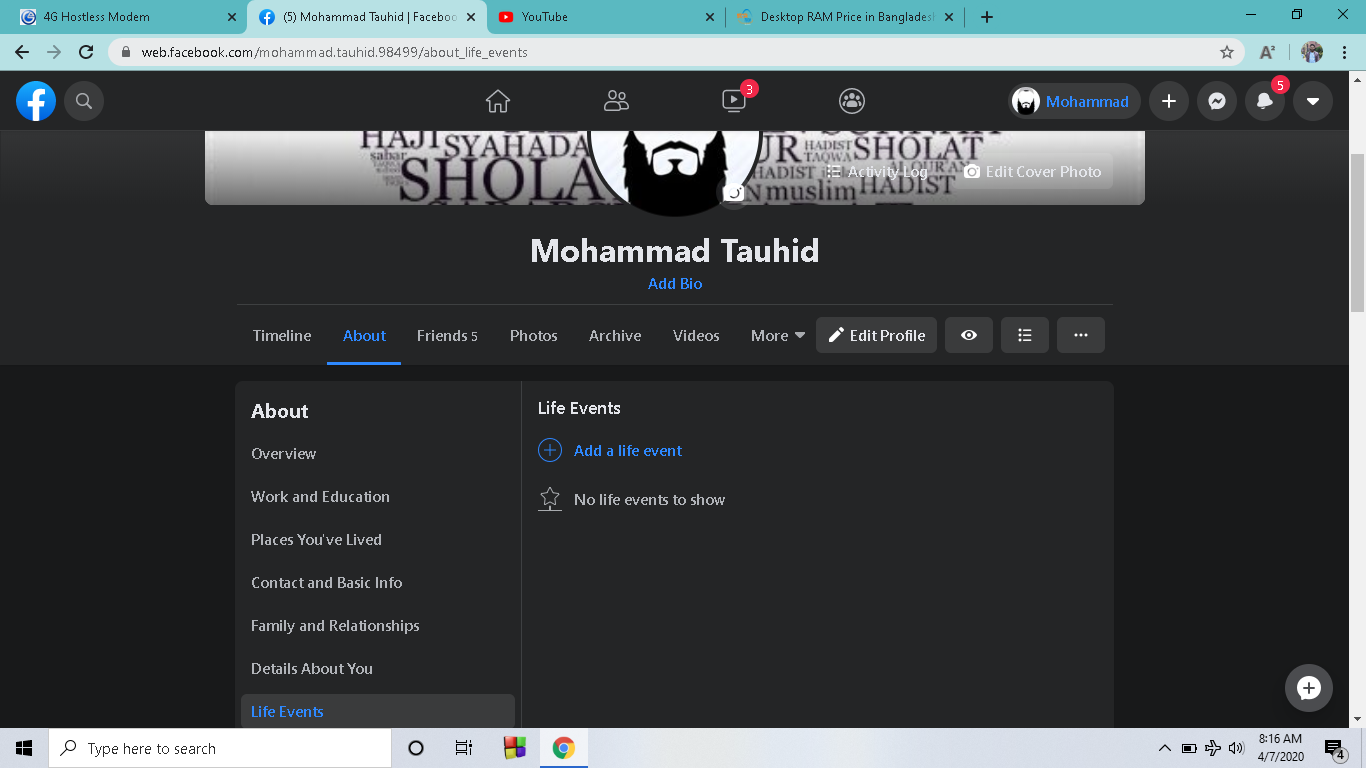 4G Hostless Modem
(5) Mohammad Tauhid | Faceboo
YouTube
Desktop RAM Price in Bangladesh
web.facebook.com/mohammad.tauhid.98499/about_life_events
A²
3
Mohammad
5
HAJI SYAHADA
sabar
SHOLA
UR HADIST SHOLAT
TAQWA
QURAN
HADIST
muslim
Activity Log
Edit Cover Photo
Mohammad Tauhid
Add Bio
Timeline
About
Friends 5
Photos
Archive
Videos
More
Edit Profile
About
Overview
Work and Education
Places You've Lived
Contact and Basic Info
Family and Relationships
Details About You
Life Events
Life Events
Add a life event
No life events to show
Type here to search
8:16 AM
4/7/2020
4